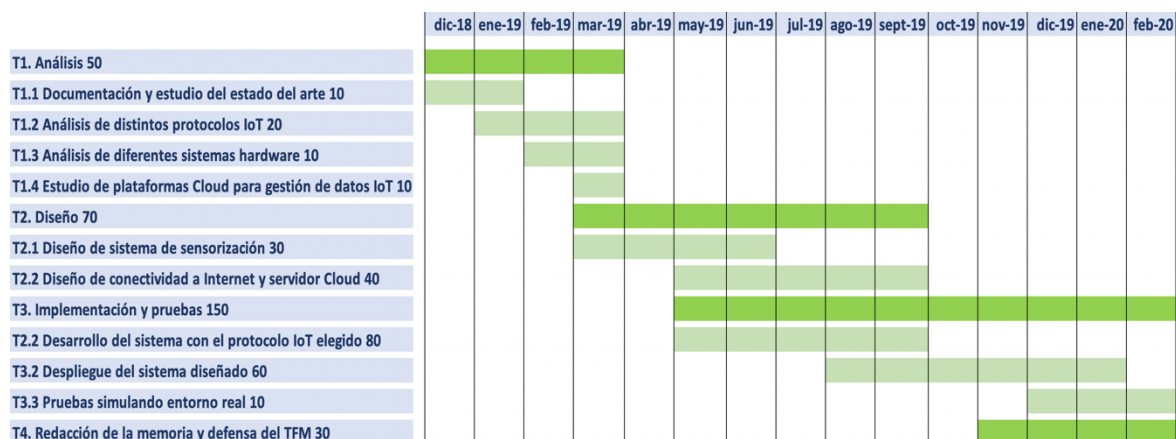 dic-18 ene-19 feb-19 mar-19 abr-19 may-19 jun-19 jul-19 ago-19 sept-19 oct-19 nov-19 dic-19 ene-20 feb-20
T1. Análisis 50
T1.1 Documentación y estudio del estado del arte 10
T1.2 Análisis de distintos protocolos IoT 20
T1.3 Análisis de diferentes sistemas hardware 10
T1.4 Estudio de plataformas Cloud para gestión de datos IoT 10
T2. Diseño 70
T2.1 Diseño de sistema de sensorización 30
T2.2 Diseño de conectividad a Internet y servidor Cloud 40
T3. Implementación y pruebas 150
T2.2 Desarrollo del sistema con el protocolo IoT elegido 80
T3.2 Despliegue del sistema diseñado 60
T3.3 Pruebas simulando entorno real 10
T4. Redacción de la memoria y defensa del TFM 30